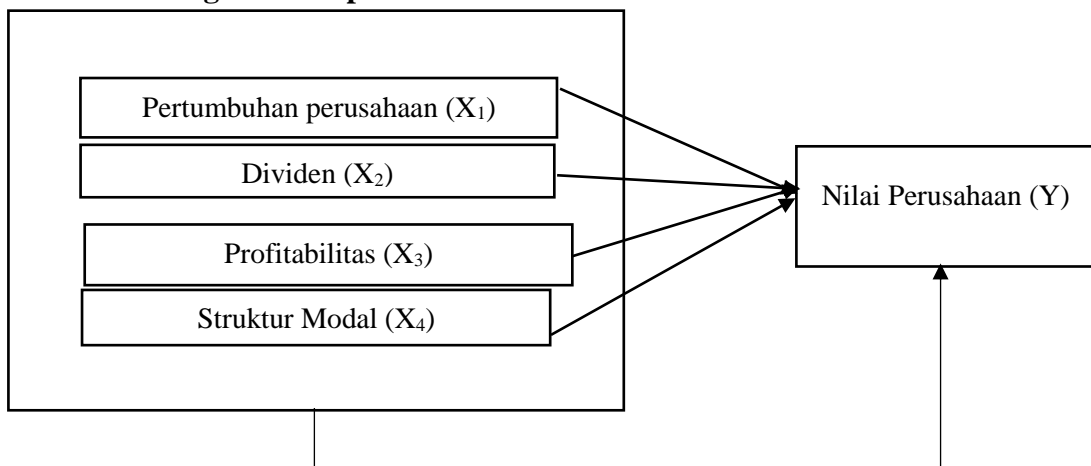 Pertumbuhan perusahaan (X₁)
Dividen (X₂)
Nilai Perusahaan (Y)
Profitabilitas (X₃)
Struktur Modal (X₄)